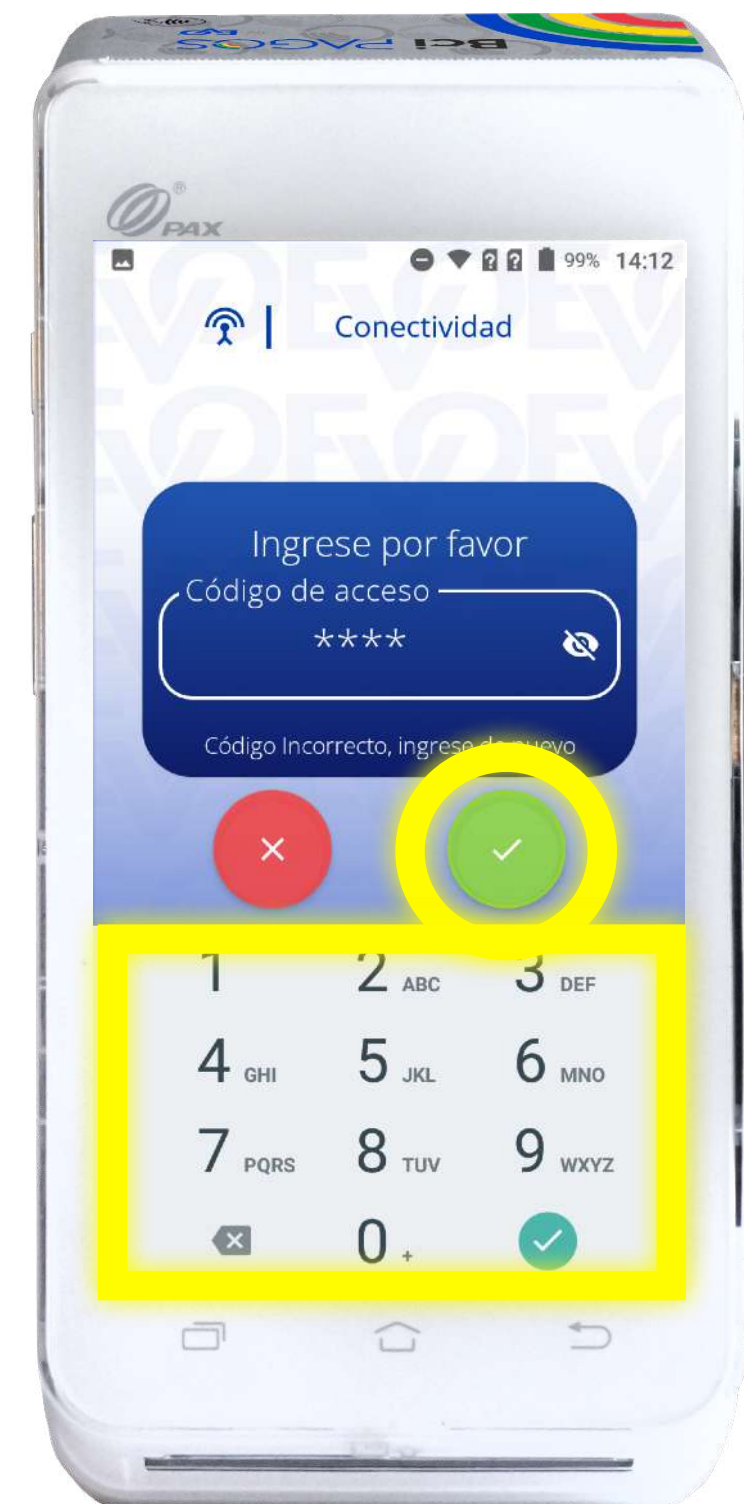 Bci PAGOS
PAX
99% 14:12
Conectividad
Ingrese por favor
Código de acceso
****
Código Incorrecto, ingrese de nuevo
1 2 ABC 3 DEF
4 GHI 5 JKL 6 MNO
7 PQRS 8 TUV 9 WXYZ
0 +